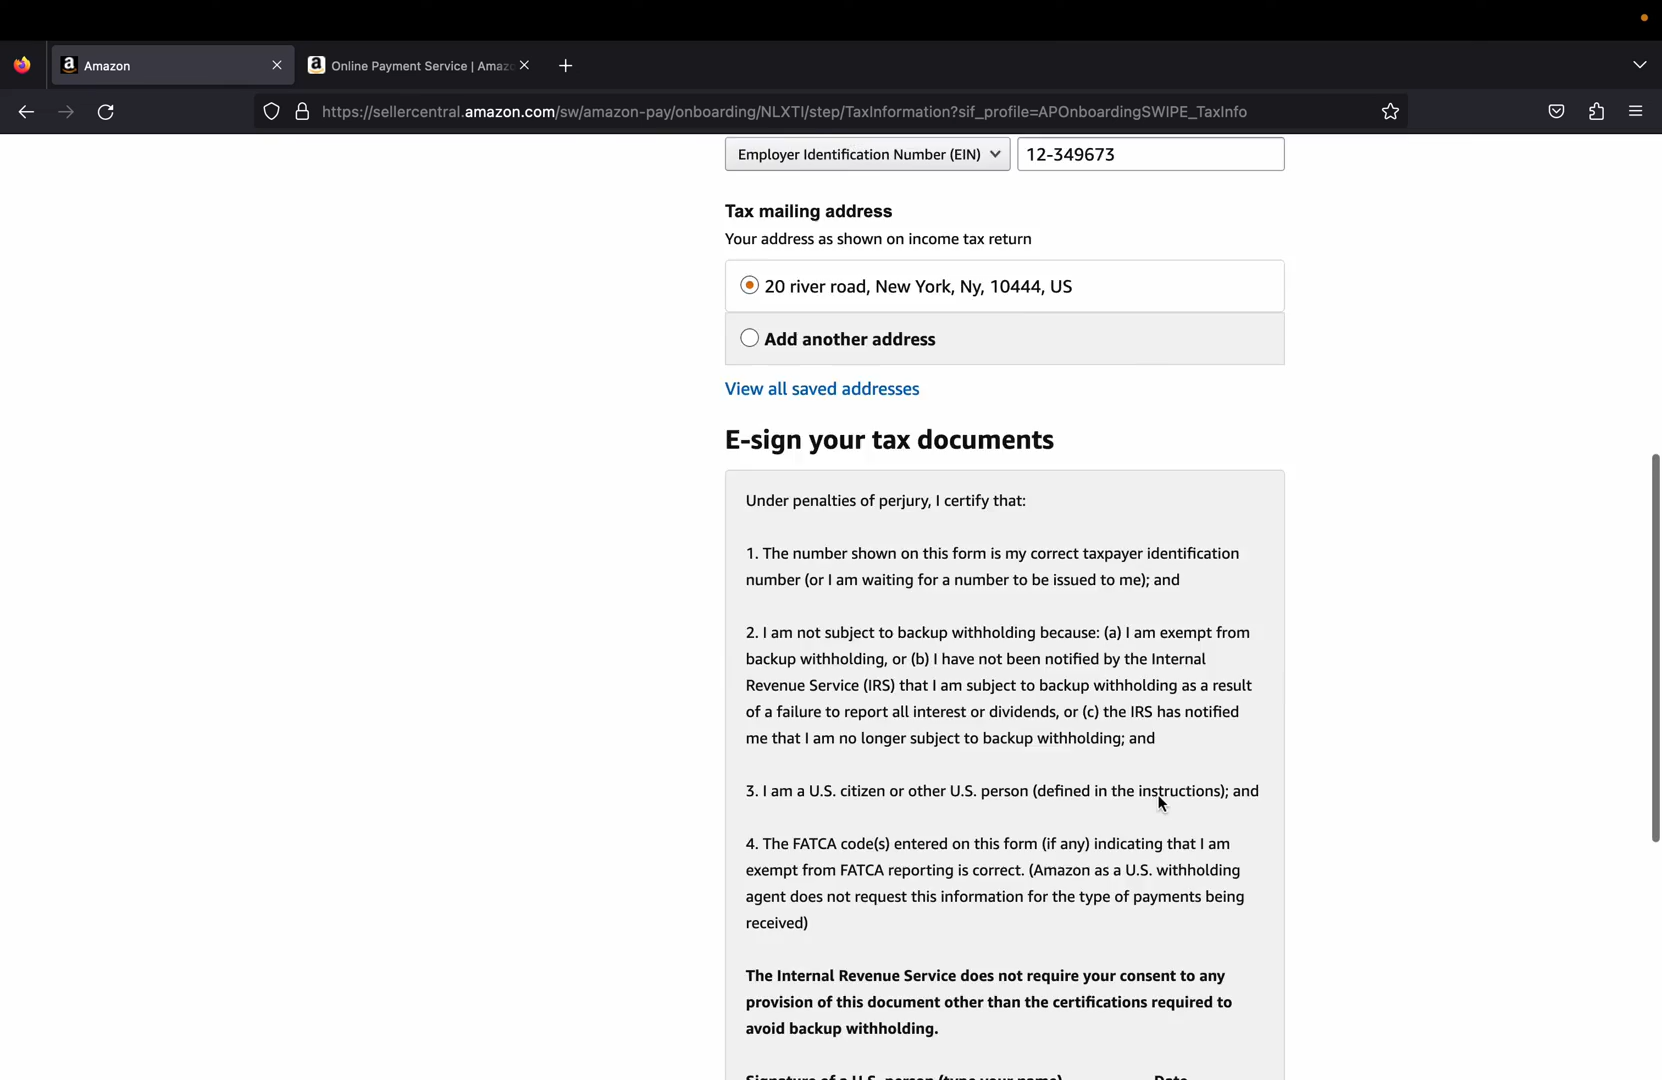 Amazon
Online Payment Service | Amaz
https://sellercentral.amazon.com/sw/amazon-pay/onboarding/NLXTI/step/TaxInformation?sif_profile=APOnboardingSWIPE_TaxInfo
Employer Identification Number (EIN) 12-349673
Tax mailing address
Your address as shown on income tax return
20 river road, New York, Ny, 10444, US
Add another address
View all saved addresses
E-sign your tax documents
Under penalties of perjury, I certify that:
1. The number shown on this form is my correct taxpayer identification
number (or I am waiting for a number to be issued to me); and
2. I am not subject to backup withholding because: (a) I am exempt from
backup withholding, or (b) I have not been notified by the Internal
Revenue Service (IRS) that I am subject to backup withholding as a result
of a failure to report all interest or dividends, or (c) the IRS has notified
me that I am no longer subject to backup withholding; and
3. I am a U.S. citizen or other U.S. person (defined in the instructions); and
4. The FATCA code(s) entered on this form (if any) indicating that I am
exempt from FATCA reporting is correct. (Amazon as a U.S. withholding
agent does not request this information for the type of payments being
received)
The Internal Revenue Service does not require your consent to any
provision of this document other than the certifications required to
avoid backup withholding.
Signature of a U.S. person (type your name) Date